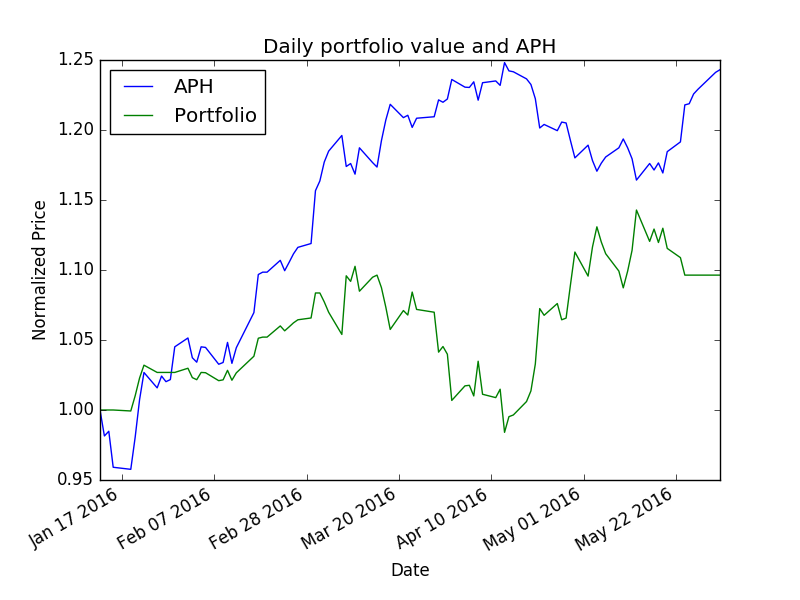 Daily portfolio value and APH
APH
Portfolio
1.25
1.20
1.15
1.10
1.05
1.00
0.95
Normalized Price
Jan 17 2016
Feb 07 2016
Feb 28 2016
Mar 20 2016
Apr 10 2016
May 01 2016
May 22 2016
Date